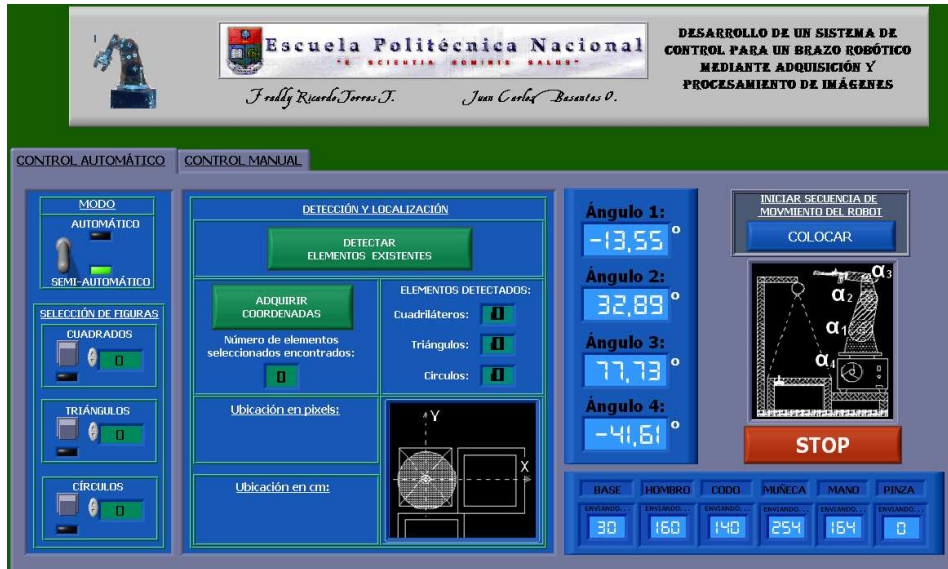 Escuela Politécnica Nacional
"E SCIENTIA HOMINIS SALUS"
Freddy Ricardo Torres T.
Juan Carlos Basantes O.
DESARROLLO DE UN SISTEMA DE
CONTROL PARA UN BRAZO ROBÓTICO
MEDIANTE ADQUISICIÓN Y
PROCESAMIENTO DE IMÁGENES
CONTROL AUTOMÁTICO
CONTROL MANUAL
MODO
AUTOMÁTICO
SEMI-AUTOMÁTICO
SELECCIÓN DE FIGURAS
CUADRADOS
0
TRIÁNGULOS
0
CÍRCULOS
0
DETECCIÓN Y LOCALIZACIÓN
DETECTAR
ELEMENTOS EXISTENTES
ADQUIRIR
COORDENADAS
Número de elementos
seleccionados encontrados:
0
ELEMENTOS DETECTADOS:
Cuadriláteros:
Triángulos:
Circulos:
Ubicación en pixels:
Ubicación en cm:
Y
X
Ángulo 1:
-13,55 °
Ángulo 2:
32,89 °
Ángulo 3:
77,73 °
Ángulo 4:
-41,61 °
INICIAR SECUENCIA DE
MOVMIENTO DEL ROBOT
COLOCAR
α3
α2
α1
α4
STOP
BASE HOMBRO CODO MUÑECA MANO PINZA
ENVIANDO... ENVIANDO... ENVIANDO... ENVIANDO... ENVIANDO... ENVIANDO...
30 160 140 254 164 0